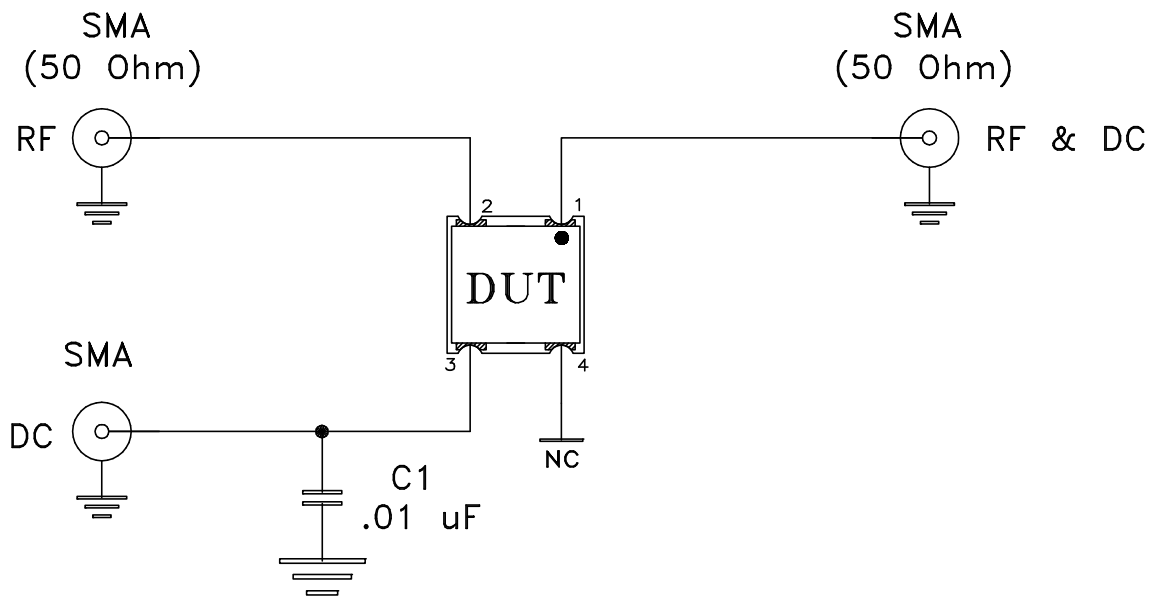 SMA
(50 Ohm)
RF
SMA
(50 Ohm)
RF & DC
2
1
DUT
3
4
SMA
DC
NC
C1
.01 uF